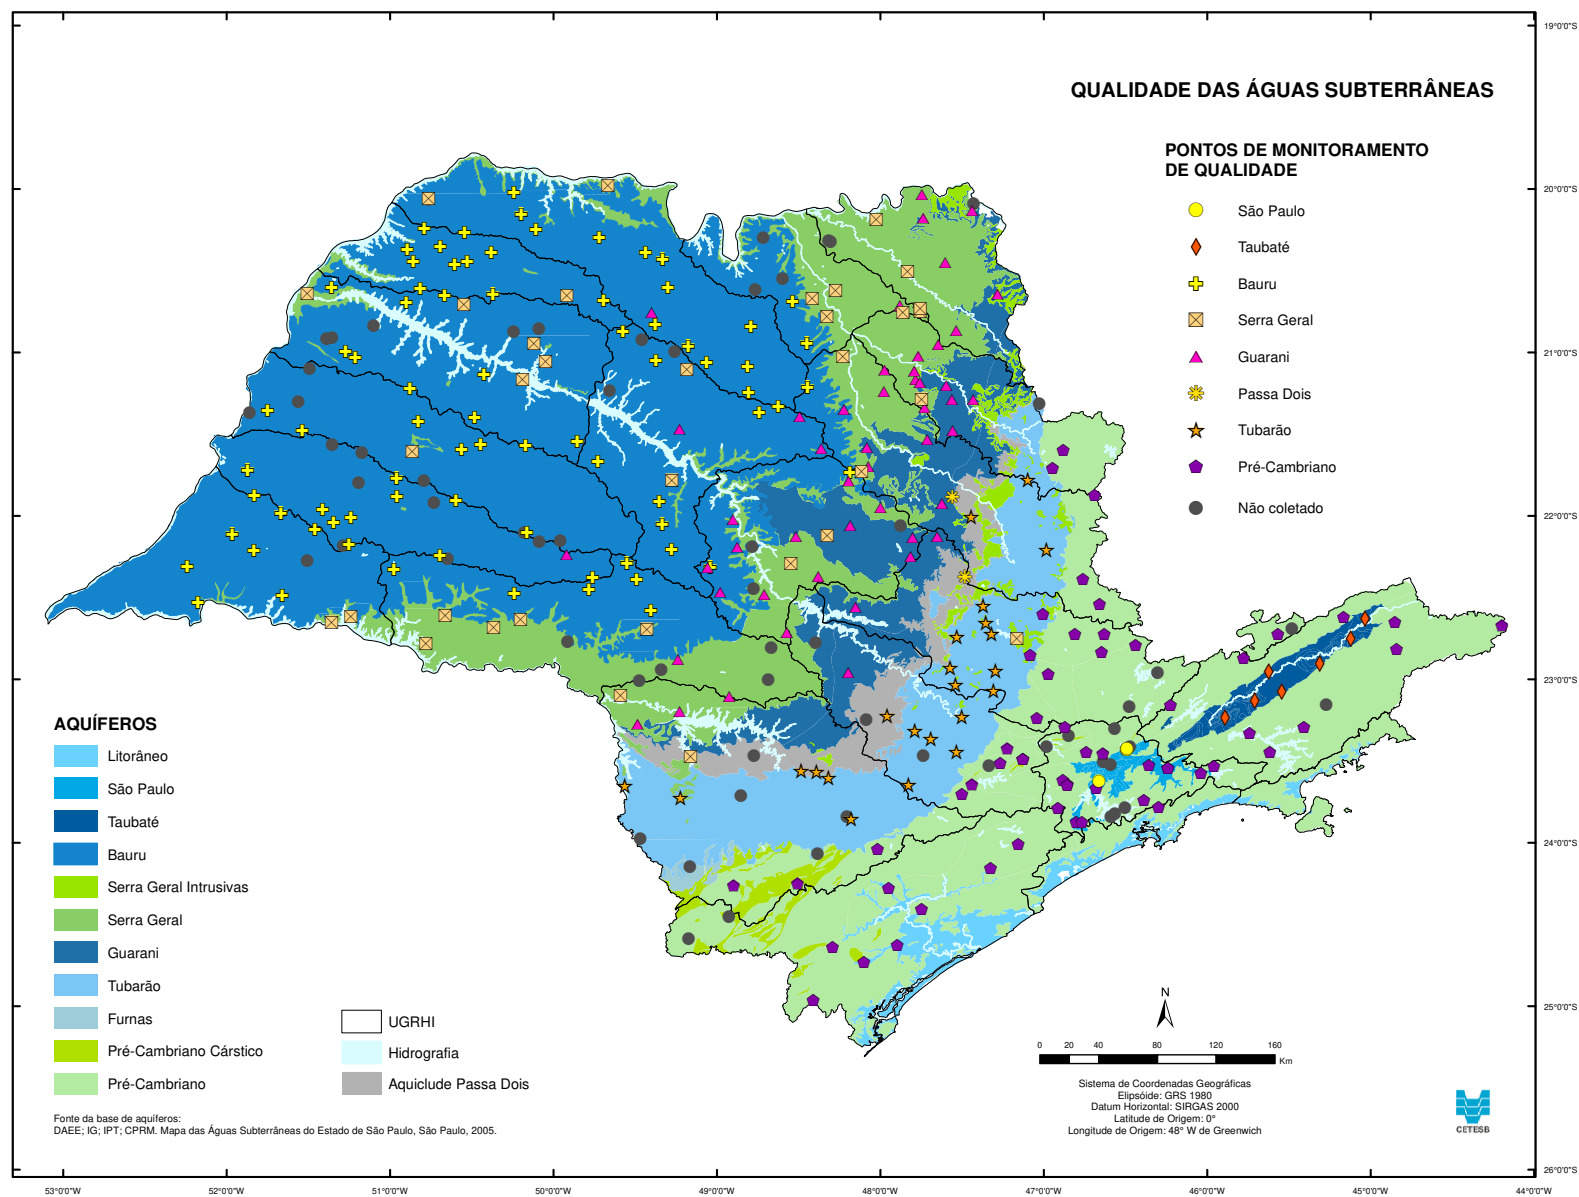 QUALIDADE DAS ÁGUAS SUBTERRÂNEAS
PONTOS DE MONITORAMENTO
DE QUALIDADE
São Paulo
Taubaté
Bauru
Serra Geral
Guarani
Passa Dois
Tubarão
Pré-Cambriano
Não coletado
19°0'0"S
20°0'0"S
21°0'0"S
22°0'0"S
23°0'0"S
24°0'0"S
25°0'0"S
26°0'0"S
AQUÍFEROS
Litorâneo
São Paulo
Taubaté
Bauru
Serra Geral Intrusivas
Serra Geral
Guarani
Tubarão
Furnas
Pré-Cambriano Cárstico
Pré-Cambriano
UGRHI
Hidrografia
Aquiclude Passa Dois
Fonte da base de aquíferos:
DAEE; IG; IPT; CPRM. Mapa das Águas Subterrâneas do Estado de São Paulo, São Paulo, 2005.
N
0 20 40 80 120 160
Km
Sistema de Coordenadas Geográficas
Elipsóide: GRS 1980
Datum Horizontal: SIRGAS 2000
Latitude de Origem: 0°
Longitude de Origem: 48° W de Greenwich
CETESB
53°0'0"W 52°0'0"W 51°0'0"W 50°0'0"W 49°0'0"W 48°0'0"W 47°0'0"W 46°0'0"W 45°0'0"W 44°0'0"W